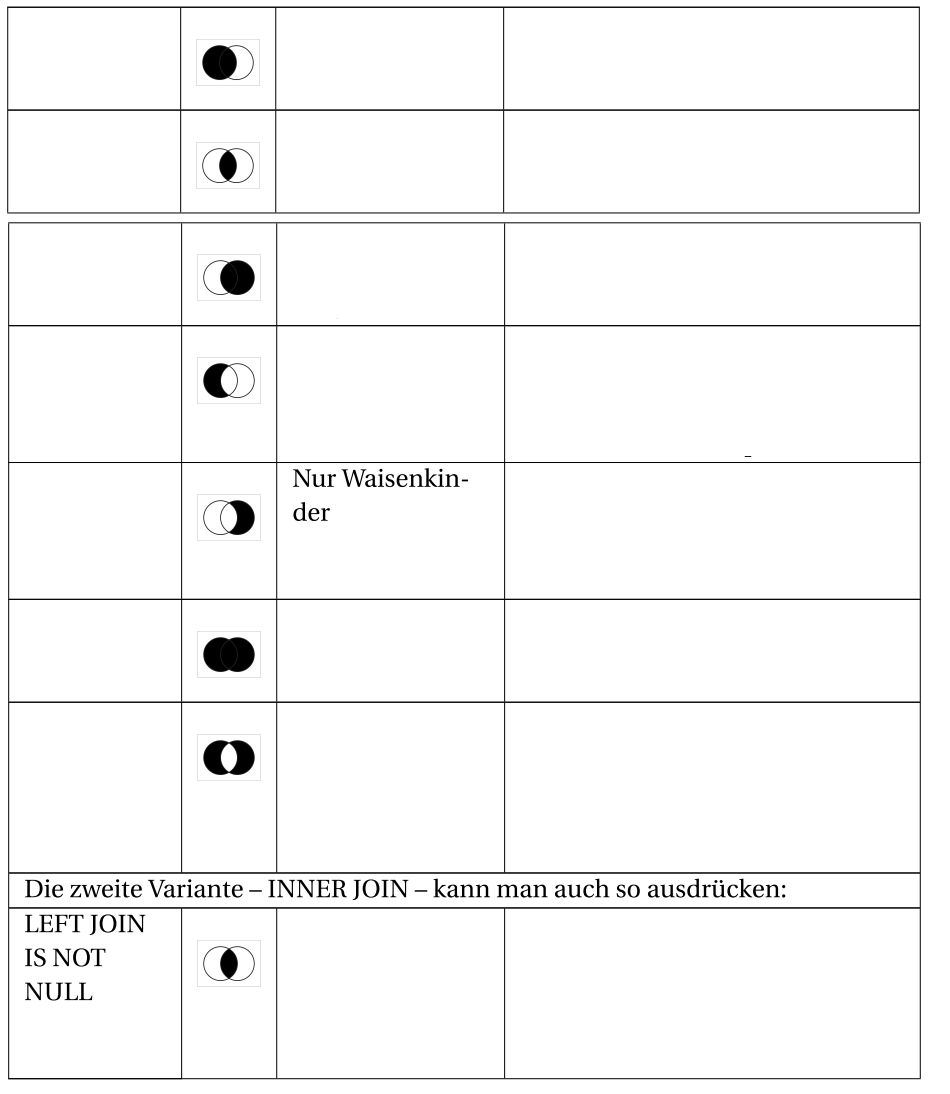 Nur Waisenkin-
der
Die zweite Variante – INNER JOIN – kann man auch so ausdrücken:
LEFT JOIN
IS NOT
NULL